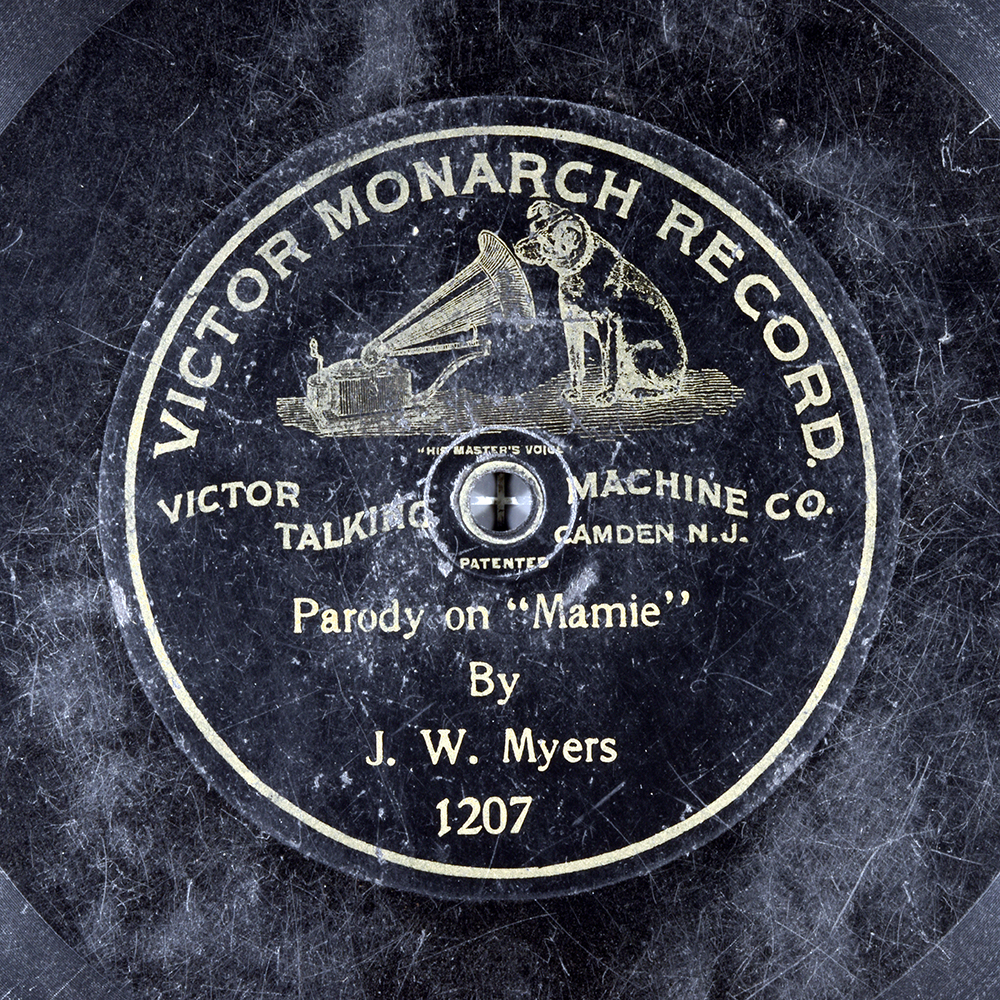 VICTOR MONARCH RECORD.
"HIS MASTER'S VOICE"
VICTOR TALKING MACHINE CO.
CAMDEN N.J.
PATENTED
Parody on “Mamie”
By
J. W. Myers
1207